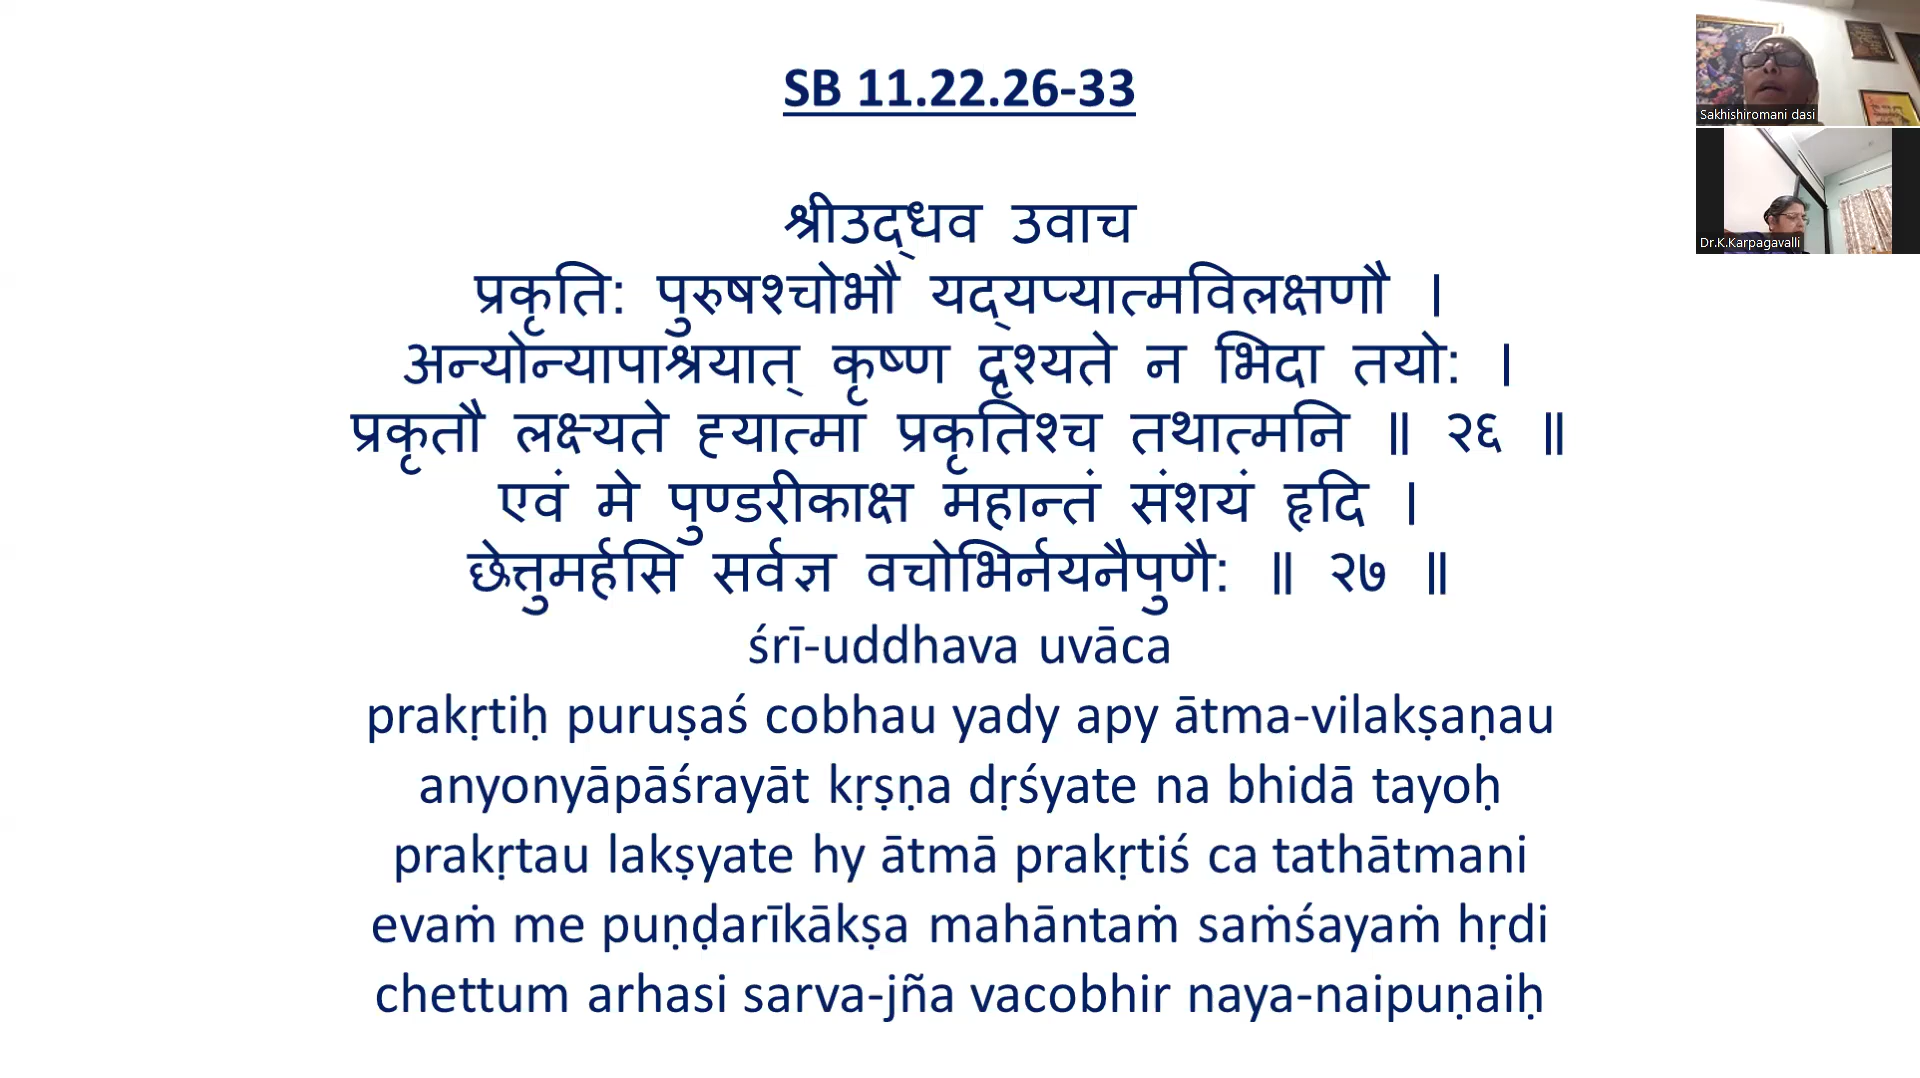 SB 11.22.26-33
श्रीउद्‍धव उवाच
प्रकृति: पुरुषश्चोभौ यद्‍यप्यात्मविलक्षणौ ।
अन्योन्यापाश्रयात् कृष्ण दृश्यते न भिदा तयो: ।
प्रकृतौ लक्ष्यते ह्यात्मा प्रकृतिश्च तथात्मनि ॥ २६ ॥
एवं मे पुण्डरीकाक्ष महान्तं संशयं हृदि ।
छेत्तुमर्हसि सर्वज्ञ वचोभिर्नयनैपुणै: ॥ २७ ॥
śrī-uddhava uvāca
prakṛtiḥ puruṣaś cobhau yady apy ātma-vilakṣaṇau
anyonyāpāśrayāt kṛṣṇa dṛśyate na bhidā tayoḥ
prakṛtau lakṣyate hy ātmā prakṛtiś ca tathātmani
evaṁ me puṇḍarīkākṣa mahāntaṁ saṁśayaṁ hṛdi
chettum arhasi sarva-jña vacobhir naya-naipuṇaiḥ
Sakhishiromani dasi
Dr.K.Karpagavalli